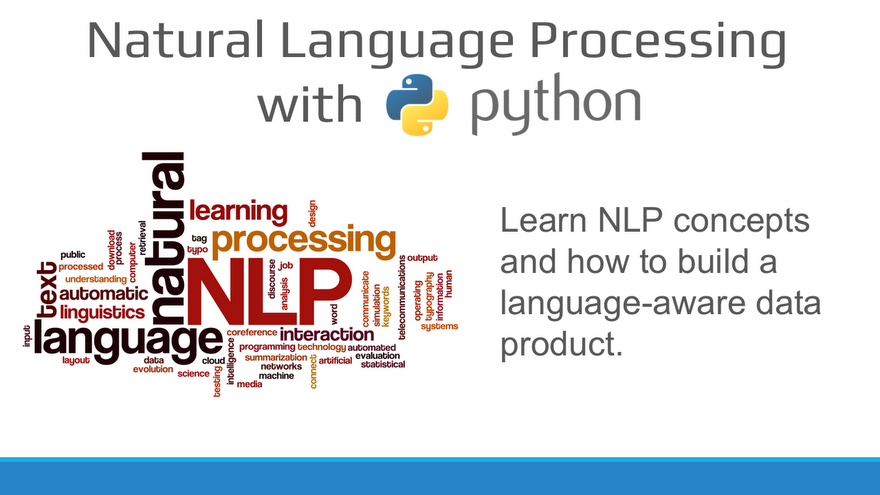 Natural Language Processing
with python
natural
learning
design
tag
processing
typo
public
download
process
retrieval
computer
processed
understanding
text
automatic
linguistics
NLP
discourse
job
analysis
word
communicate
simulation
keywords
telecommunications
output
operating
typography
information
human
systems
input
language
coreference
interaction
programming technology automated
layout
data
evolution
science
cloud
testing
intelligence
media
summarization
networks
machine
connect
artificial
evaluation
statistical
Learn NLP concepts
and how to build a
language-aware data
product.